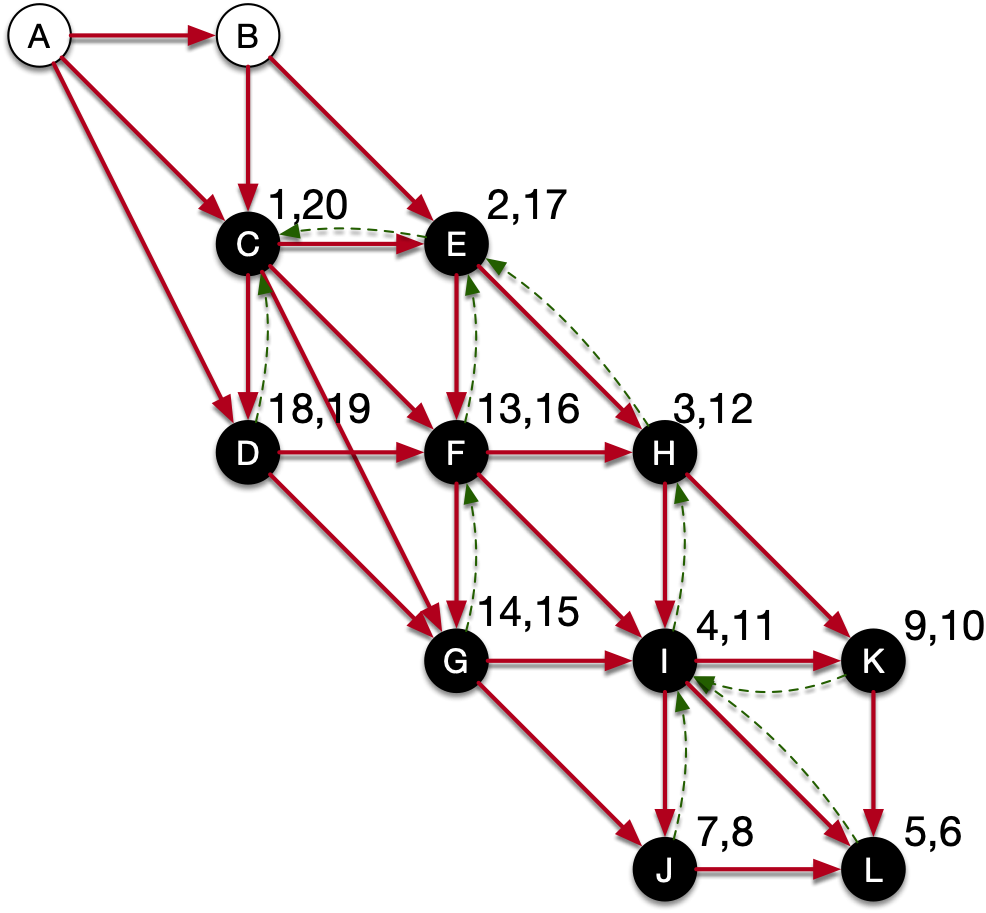 A
B
1,20
2,17
C
E
18,19
13,16
3,12
D
F
H
14,15
4,11
9,10
G
I
K
7,8
5,6
J
L